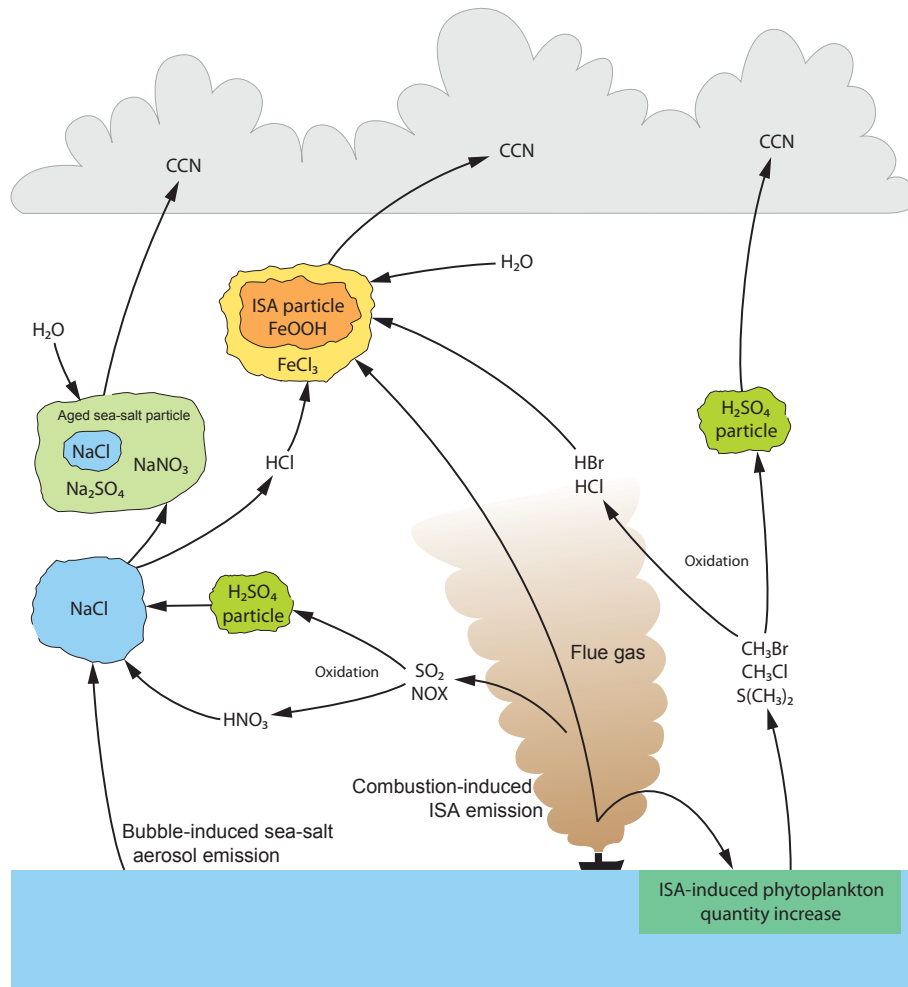 CCN
CCN
CCN
H₂O
ISA particle
FeOOH
FeCl₃
H₂O
Aged sea-salt particle
NaCl
NaNO₃
Na₂SO₄
HCl
HBr
HCl
H₂SO₄
particle
Oxidation
NaCl
H₂SO₄
particle
Oxidation
SO₂
NOX
HNO₃
Flue gas
CH₃Br
CH₃Cl
S(CH₃)₂
Combustion-induced
ISA emission
Bubble-induced sea-salt
aerosol emission
ISA-induced phytoplankton
quantity increase